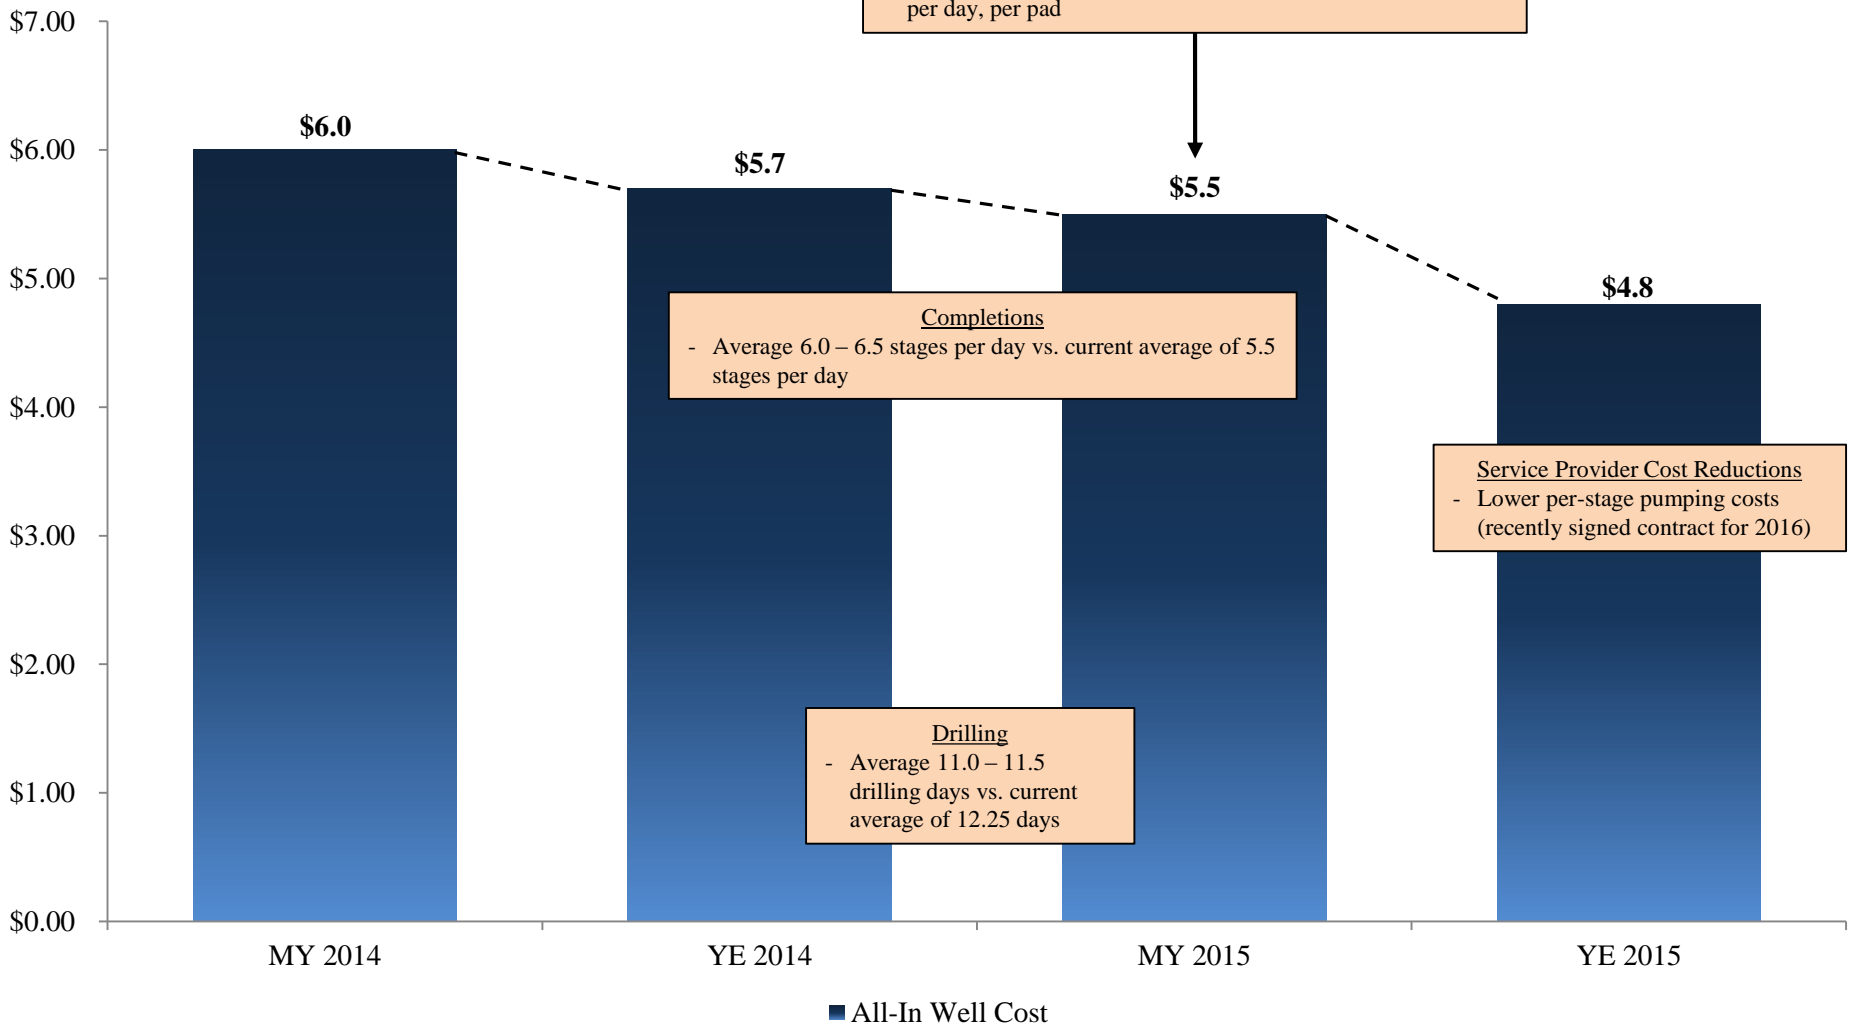 per day, per pad
$7.00
$6.00
$5.00
$4.00
$3.00
$2.00
$1.00
$0.00
$6.0
$5.7
$5.5
$4.8
Completions
- Average 6.0 – 6.5 stages per day vs. current average of 5.5
stages per day
Service Provider Cost Reductions
- Lower per-stage pumping costs
(recently signed contract for 2016)
Drilling
- Average 11.0 – 11.5
drilling days vs. current
average of 12.25 days
MY 2014
YE 2014
MY 2015
YE 2015
All-In Well Cost